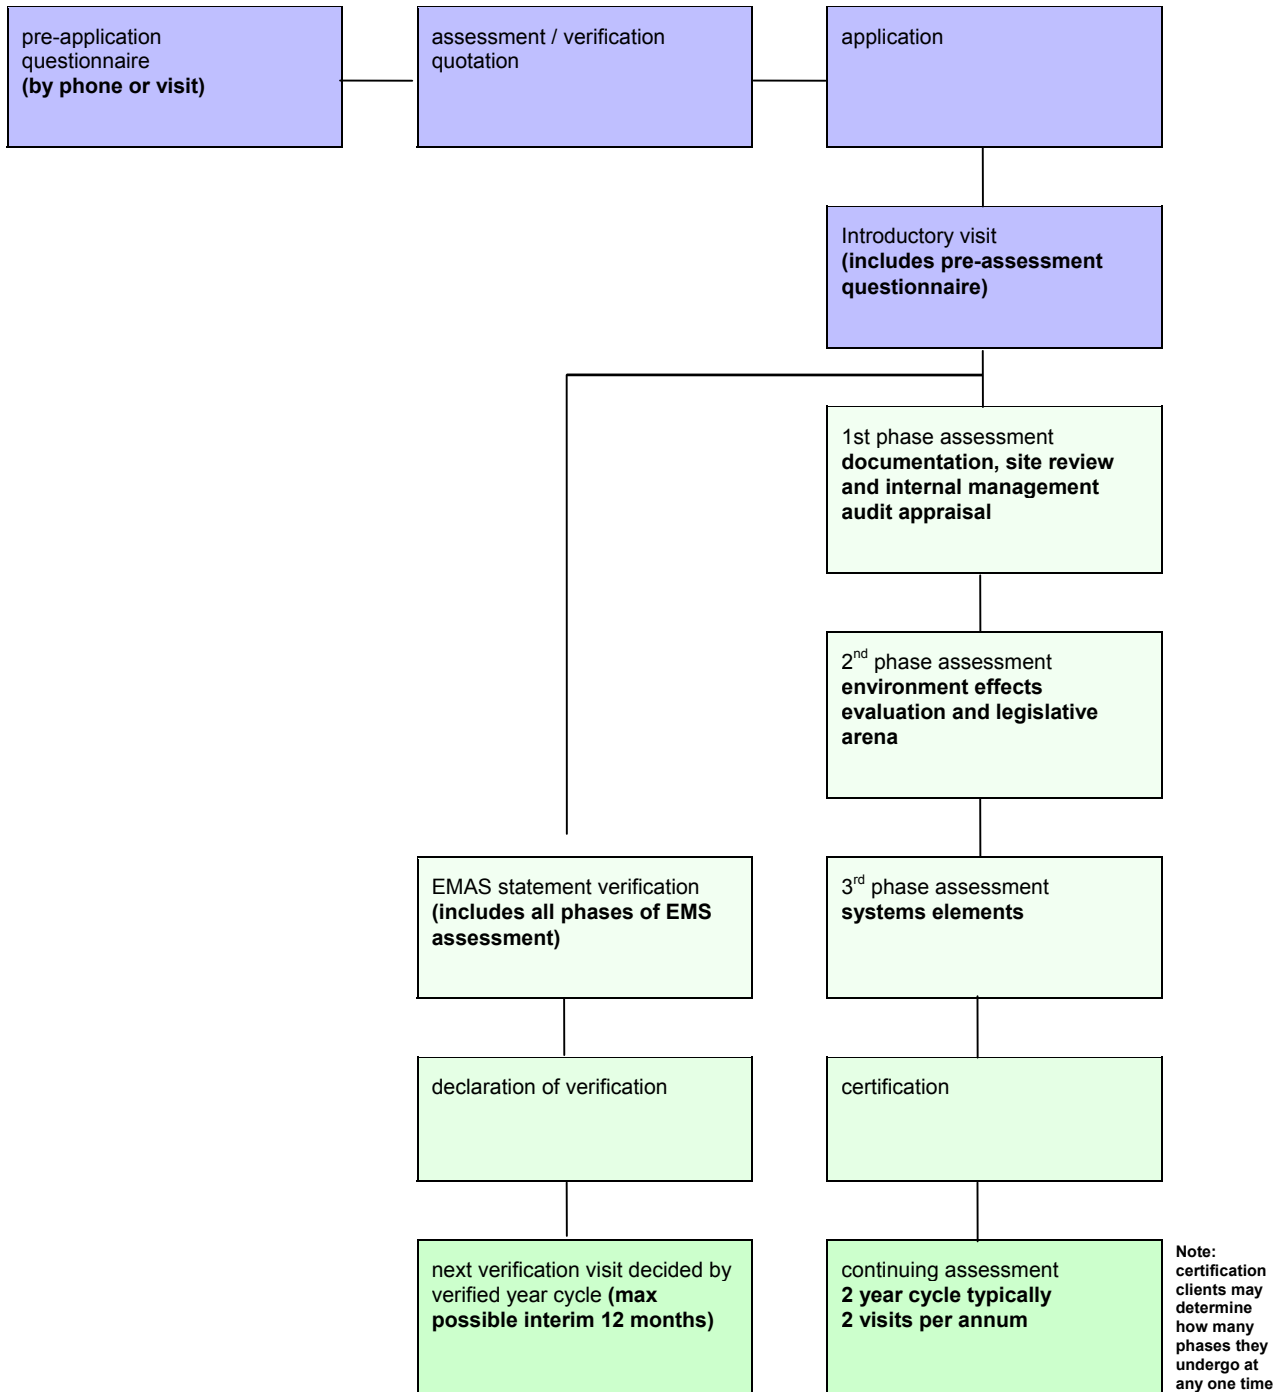 pre-application
questionnaire
(by phone or visit)
assessment / verification
quotation
application
Introductory visit
(includes pre-assessment
questionnaire)
1st phase assessment
documentation, site review
and internal management
audit appraisal
2nd phase assessment
environment effects
evaluation and legislative
arena
EMAS statement verification
(includes all phases of EMS
assessment)
3rd phase assessment
systems elements
declaration of verification
certification
next verification visit decided by
verified year cycle (max
possible interim 12 months)
continuing assessment
2 year cycle typically
2 visits per annum
Note:
certification
clients may
determine
how many
phases they
undergo at
any one time